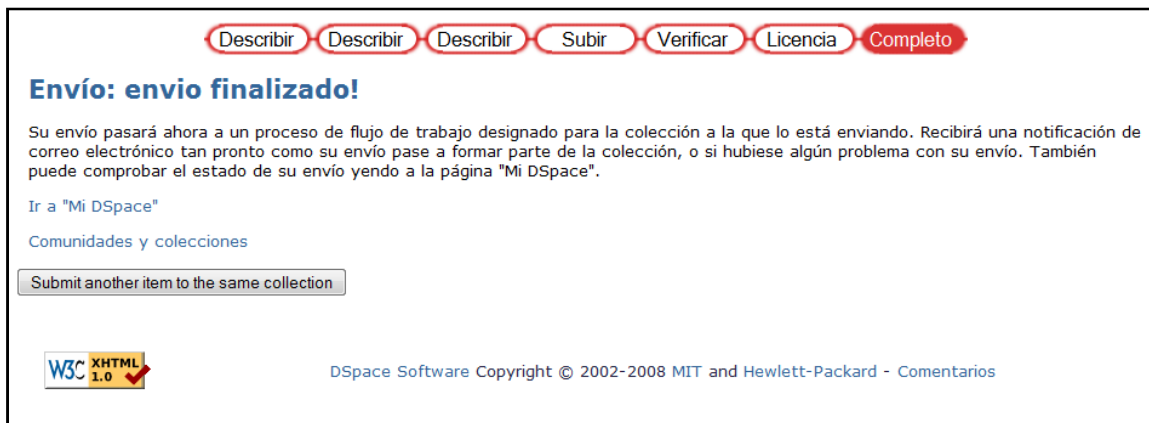 Describir Describir Describir Subir Verificar Licencia Completo
Envío: envio finalizado!
Su envío pasará ahora a un proceso de flujo de trabajo designado para la colección a la que lo está enviando. Recibirá una notificación de
correo electrónico tan pronto como su envío pase a formar parte de la colección, o si hubiese algún problema con su envío. También
puede comprobar el estado de su envío yendo a la página "Mi DSpace".
Ir a "Mi DSpace"
Comunidades y colecciones
Submit another item to the same collection
W3C XHTML 1.0
DSpace Software Copyright © 2002-2008 MIT and Hewlett-Packard - Comentarios